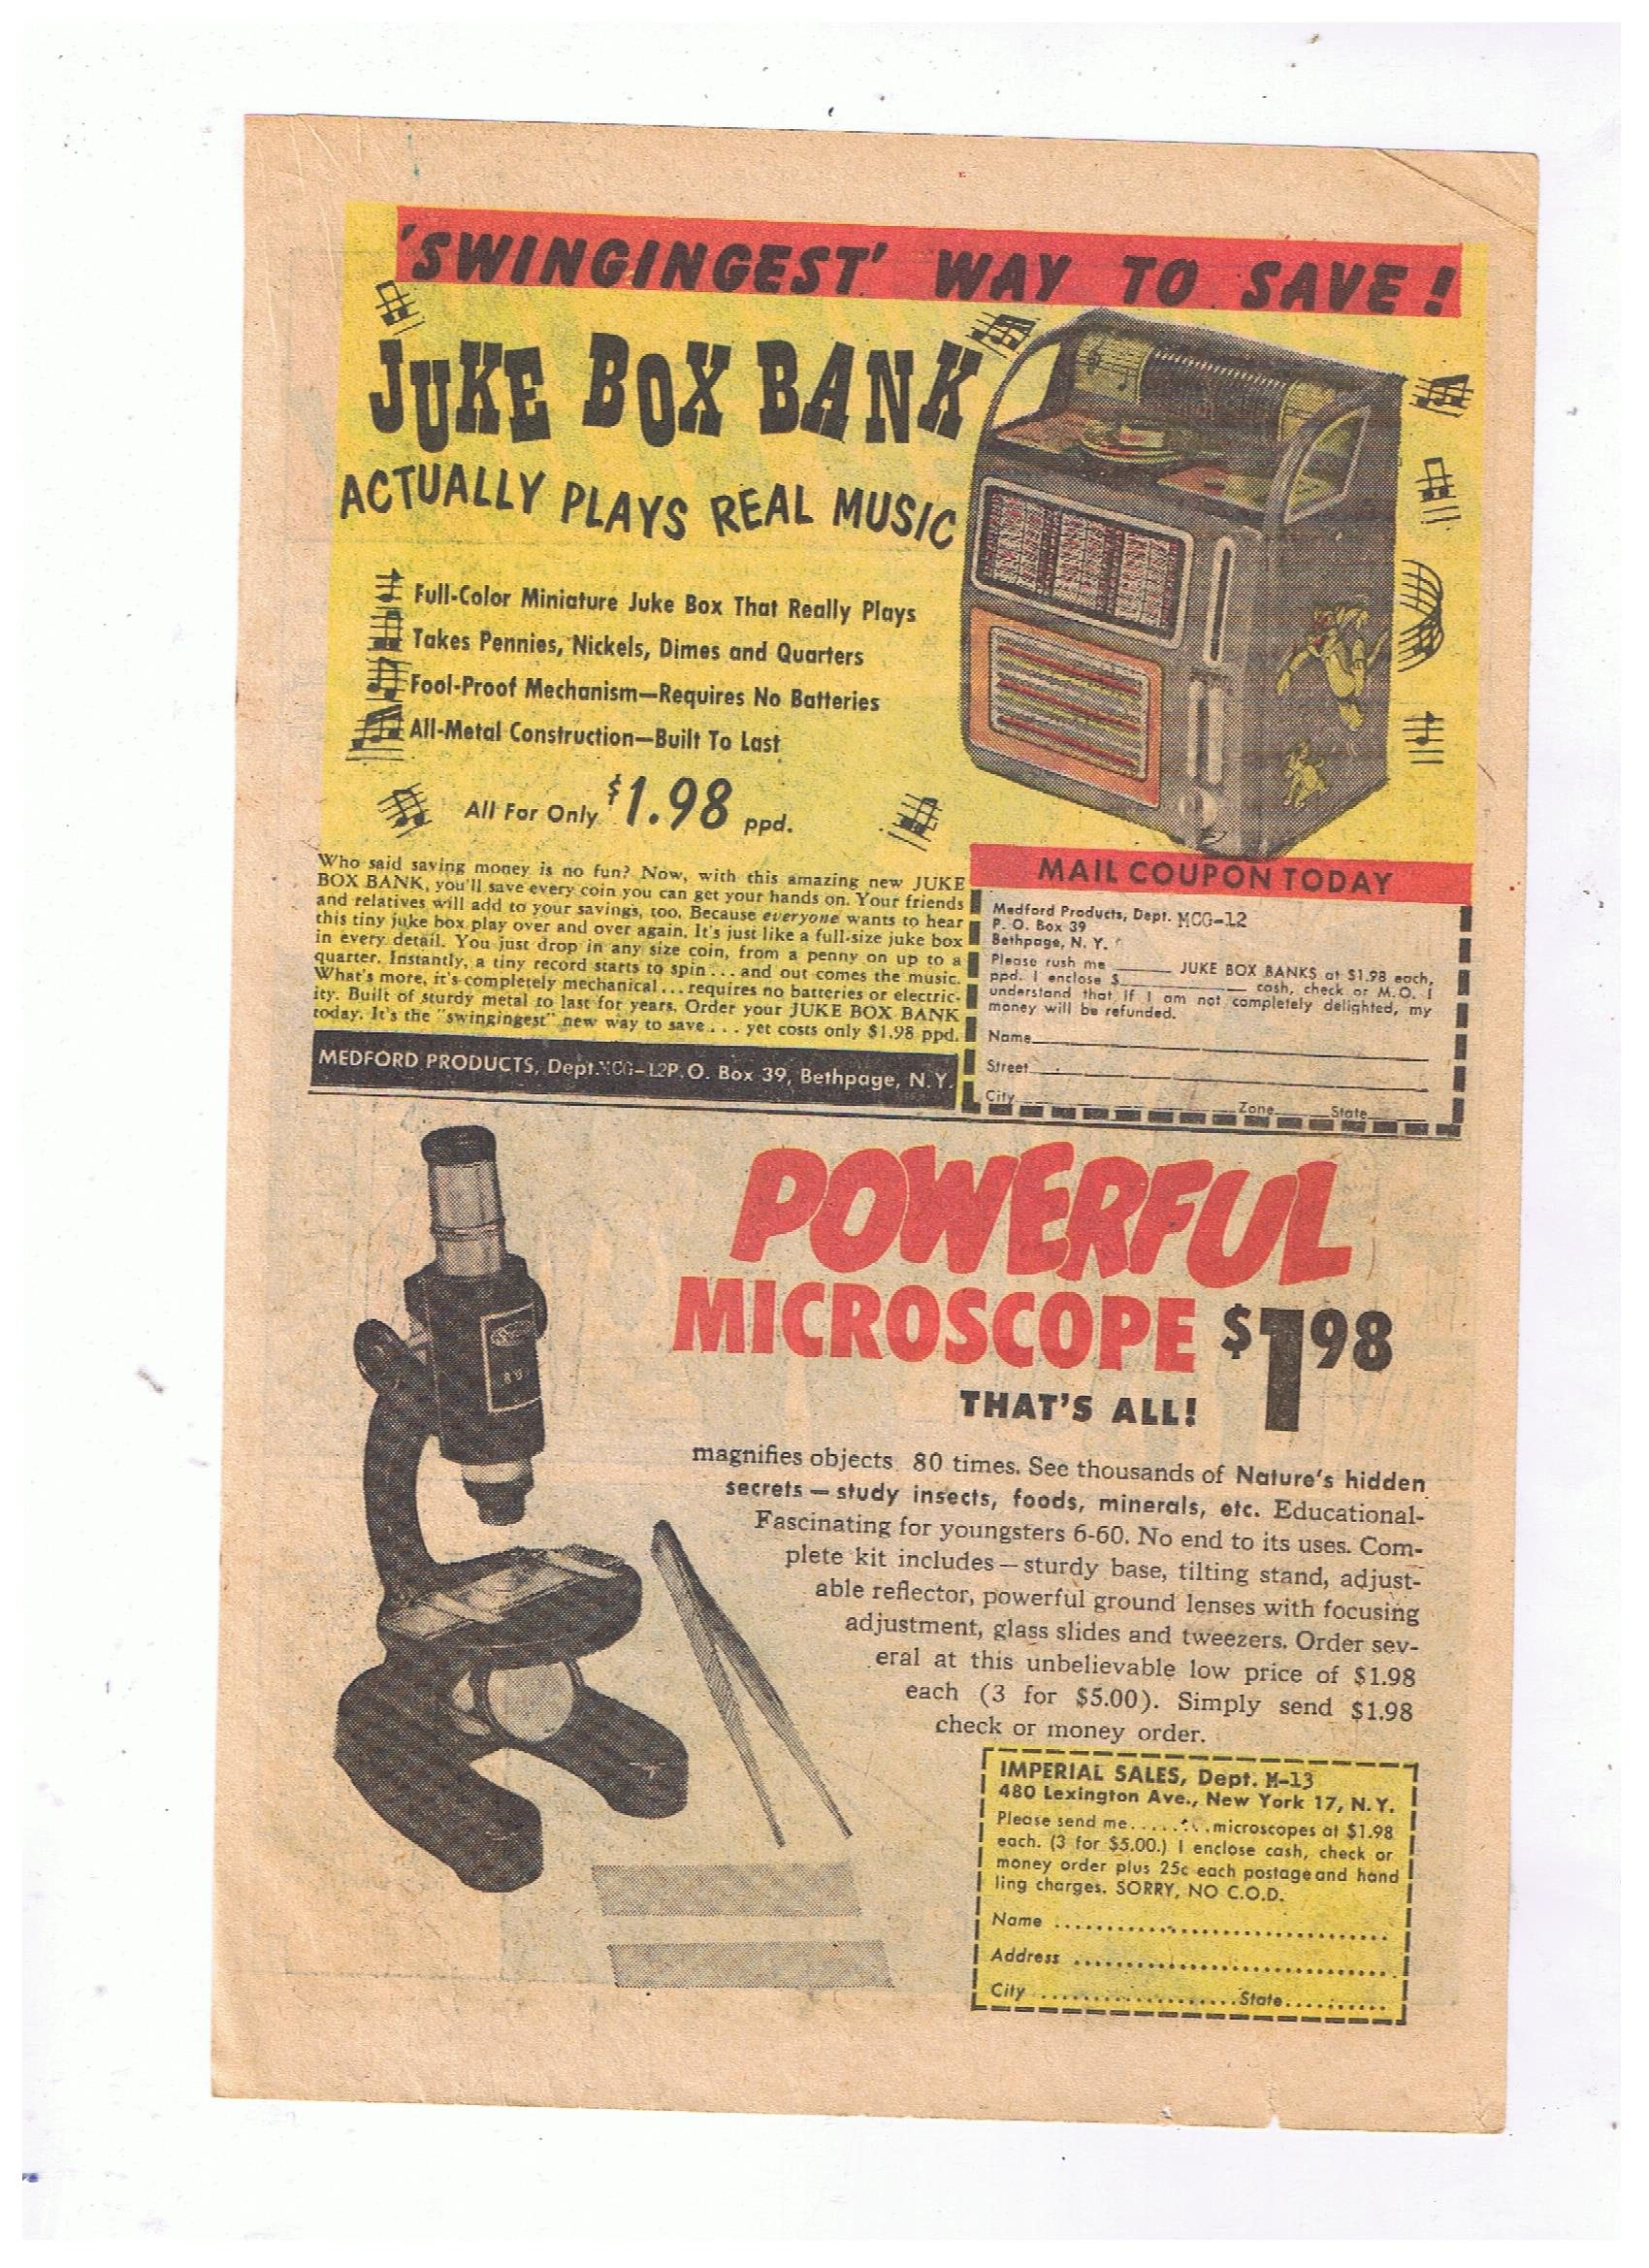 'SWINGINGEST' WAY TO SAVE!
JUKE BOX BANK
ACTUALLY PLAYS REAL MUSIC
Full-Color Miniature Juke Box That Really Plays
Takes Pennies, Nickels, Dimes and Quarters
Fool-Proof Mechanism—Requires No Batteries
All-Metal Construction—Built To Last
All For Only $1.98 ppd.
Who said saving money is no fun? Now, with this amazing new JUKE
BOX BANK, you'll save every coin you can get your hands on. Your friends
and relatives will add to your savings, too. Because everyone wants to hear
this tiny juke box play over and over again. It's just like a full-size juke box
in every detail. You just drop in any size coin, from a penny on up to a
quarter. Instantly, a tiny record starts to spin . . . and out comes the music.
What's more, it's completely mechanical . . . requires no batteries or electric-
ity. Built of sturdy metal to last for years. Order your JUKE BOX BANK
today. It's the "swingingest" new way to save . . . yet costs only $1.98 ppd.
MEDFORD PRODUCTS, Dept.MCG-12P.O. Box 39, Bethpage, N.Y.
MAIL COUPON TODAY
Medford Products, Dept. MCG-12
P. O. Box 39
Bethpage, N. Y.
Please rush me ______ JUKE BOX BANKS at $1.98 each,
ppd. I enclose $____________ cash, check or M.O. I
understand that if I am not completely delighted, my
money will be refunded.
Name
Street
City Zone State
POWERFUL
MICROSCOPE $1.98
THAT'S ALL!
magnifies objects 80 times. See thousands of Nature's hidden
secrets — study insects, foods, minerals, etc. Educational-
Fascinating for youngsters 6-60. No end to its uses. Com-
plete kit includes — sturdy base, tilting stand, adjust-
able reflector, powerful ground lenses with focusing
adjustment, glass slides and tweezers. Order sev-
eral at this unbelievable low price of $1.98
each (3 for $5.00). Simply send $1.98
check or money order.
IMPERIAL SALES, Dept. M-13
480 Lexington Ave., New York 17, N.Y.
Please send me........microscopes at $1.98
each. (3 for $5.00.) I enclose cash, check or
money order plus 25c each postage and hand
ling charges. SORRY, NO C.O.D.
Name
Address
City State